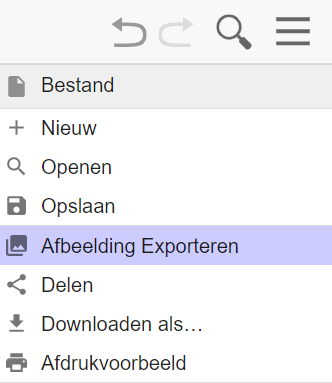 Bestand
Nieuw
Openen
Opslaan
Afbeelding Exporteren
Delen
Downloaden als...
Afdrukvoorbeeld